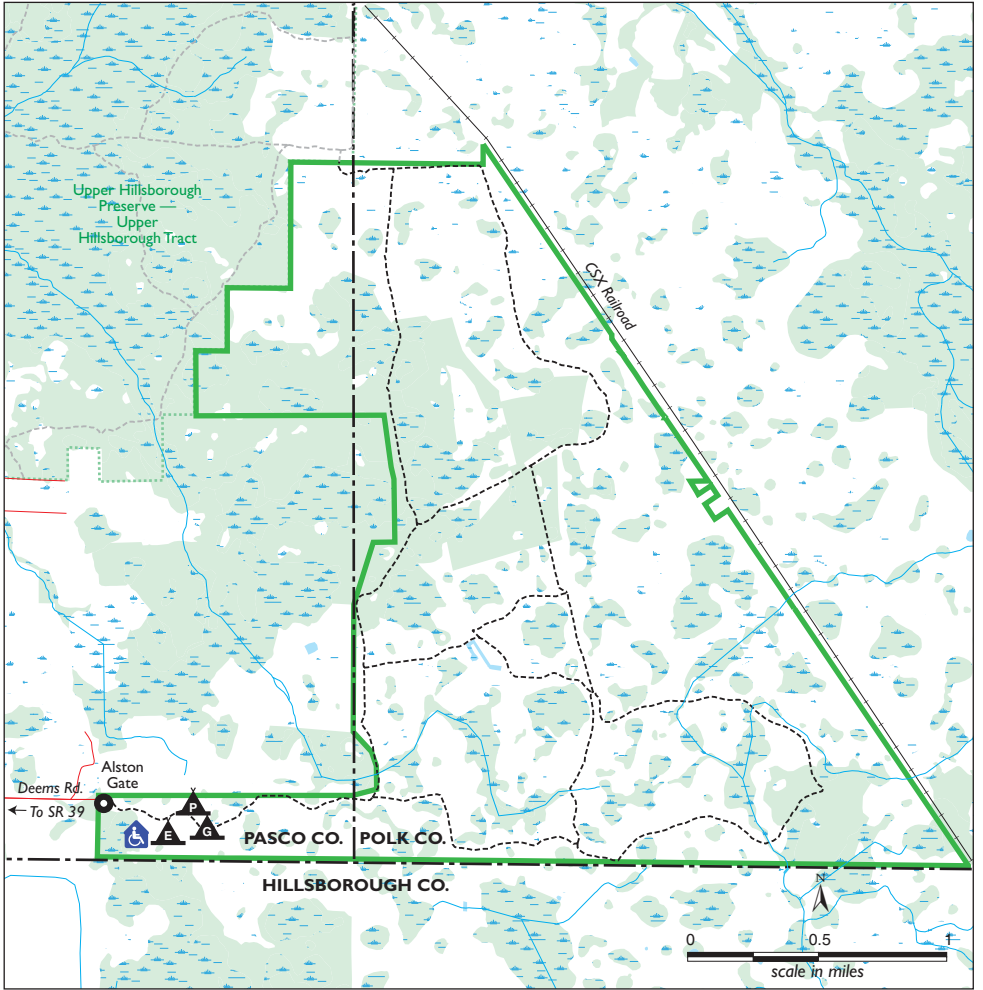 Upper Hillsborough
Preserve —
Upper
Hillsborough Tract
CSX Railroad
Alston
Gate
Deems Rd.
To SR 39
P
E
G
PASCO CO.
POLK CO.
HILLSBOROUGH CO.
N
0 0.5 1
scale in miles